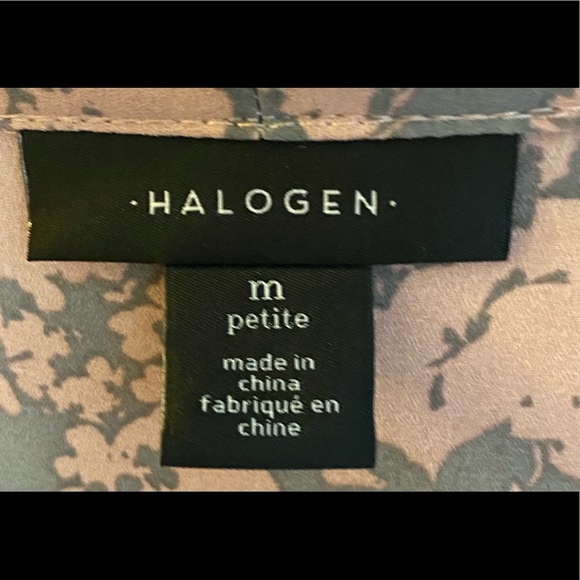 ·HALOGEN·
m
petite
made in
china
fabriqué en
chine